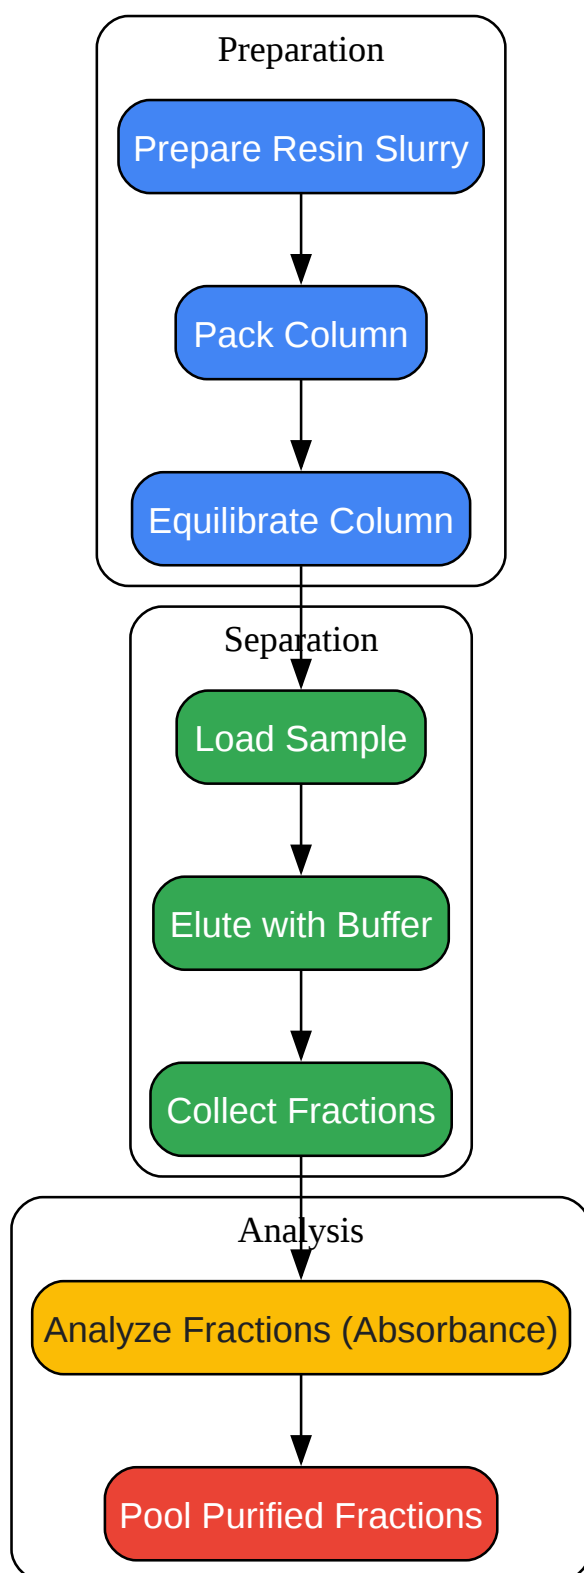 Preparation
Prepare Resin Slurry
Pack Column
Equilibrate Column
Separation
Load Sample
Elute with Buffer
Collect Fractions
Analysis
Analyze Fractions (Absorbance)
Pool Purified Fractions